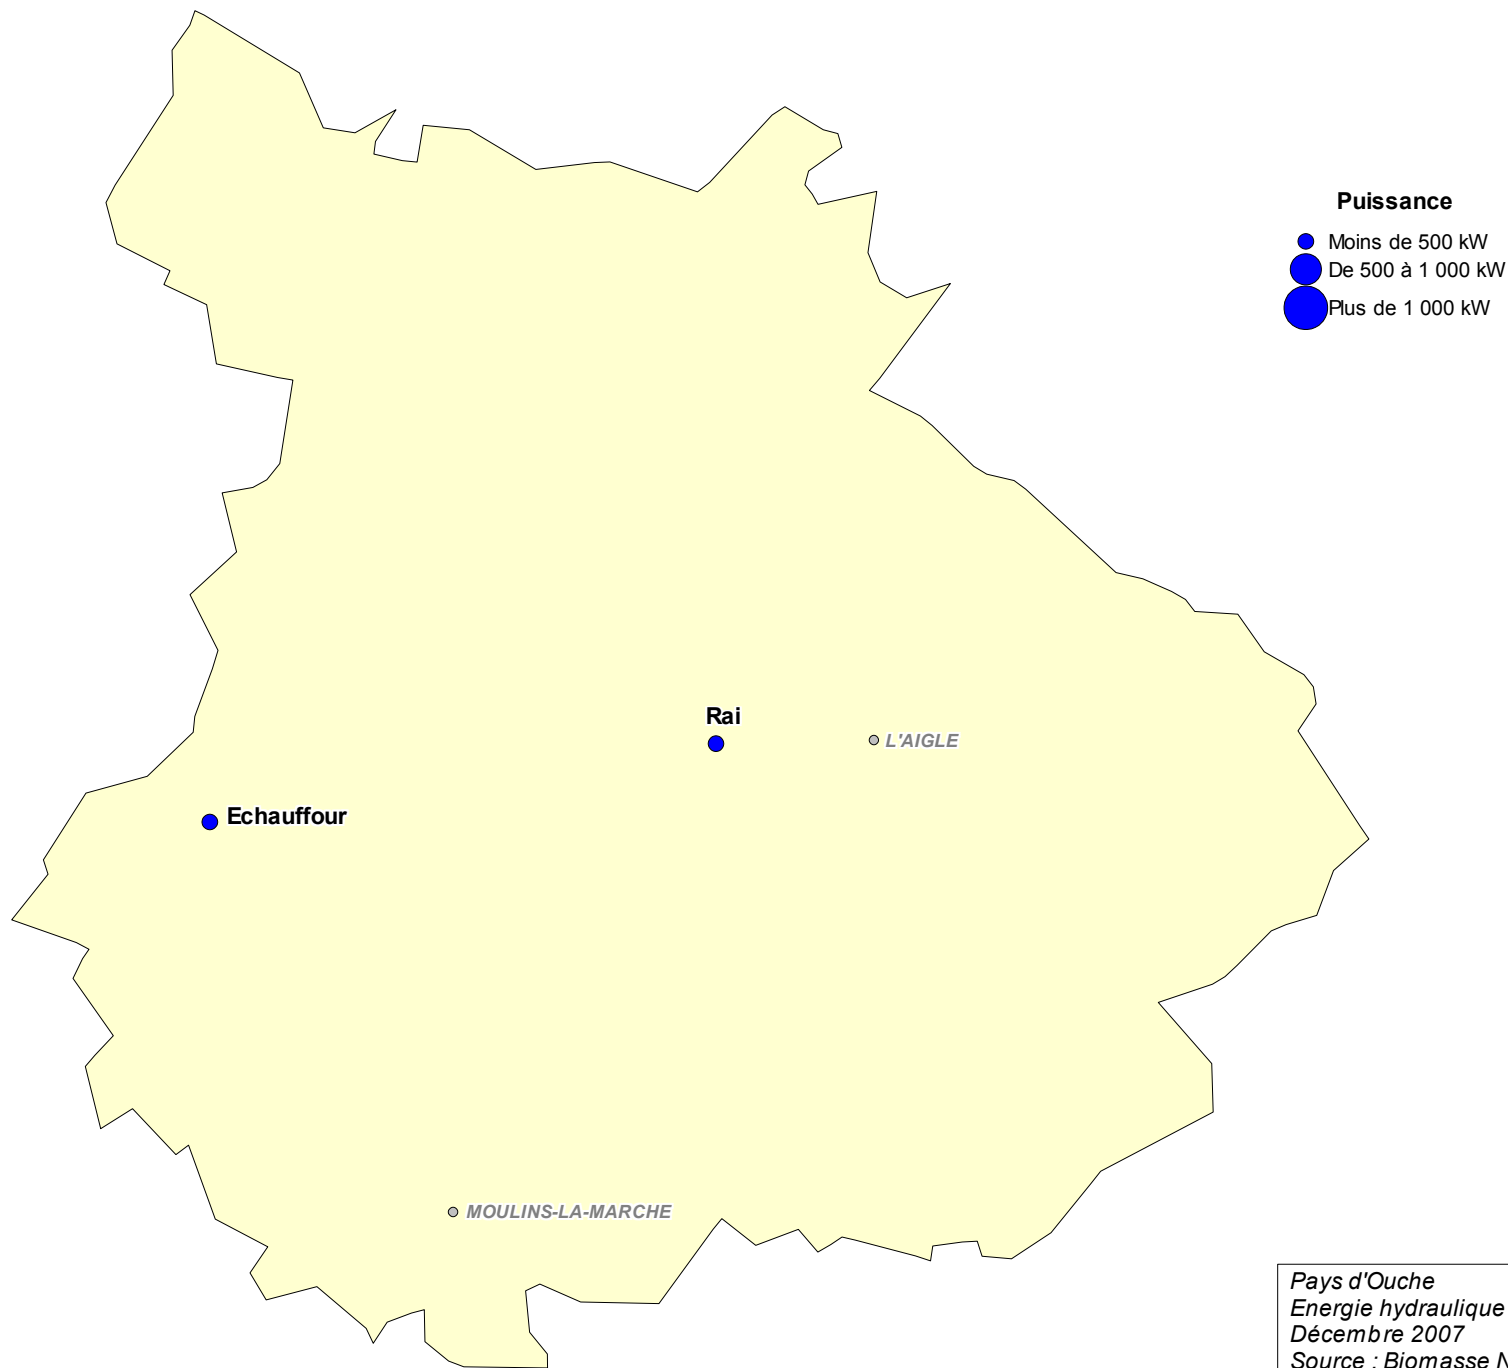 Puissance
Moins de 500 kW
De 500 à 1 000 kW
Plus de 1 000 kW
Rai
L'AIGLE
Echauffour
MOULINS-LA-MARCHE
Pays d'Ouche
Energie hydraulique
Décembre 2007
Source : Biomasse